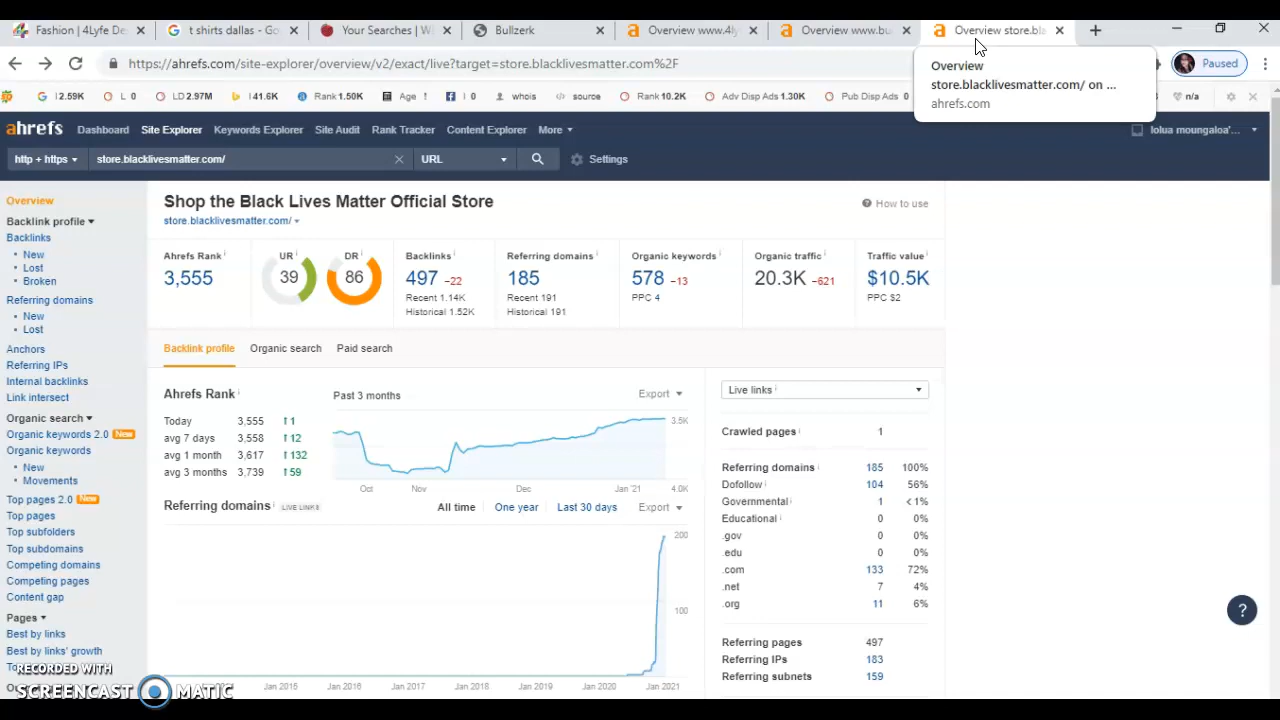 Fashion | 4Lyfe De
t shirts dallas - G
Your Searches | W
Bullzerk
Overview www.4l
Overview www.bu
Overview store.bla
https://ahrefs.com/site-explorer/overview/v2/exact/live?target=store.blacklivesmatter.com%2F
Paused
Overview
store.blacklivesmatter.com/ on ...
ahrefs.com
I 2.59K
L 0
LD 2.97M
I 41.6K
Rank 1.50K
Age !
I 0
whois
source
Rank 10.2K
Adv Disp Ads 1.30K
Pub Disp Ads 0
n/a
ahrefs
Dashboard
Site Explorer
Keywords Explorer
Site Audit
Rank Tracker
Content Explorer
More
lolua moungaloa'...
http + https
store.blacklivesmatter.com/
URL
Settings
Overview
Backlink profile
Backlinks
New
Lost
Broken
Referring domains
New
Lost
Anchors
Referring IPs
Internal backlinks
Link intersect
Organic search
Organic keywords 2.0 New
Organic keywords
New
Movements
Top pages 2.0 New
Top pages
Top subfolders
Top subdomains
Competing domains
Competing pages
Content gap
Pages
Best by links
Best by links' growth
Shop the Black Lives Matter Official Store
store.blacklivesmatter.com/
How to use
Ahrefs Rank
3,555
UR
39
DR
86
Backlinks
497 -22
Recent 1.14K
Historical 1.52K
Referring domains
185
Recent 191
Historical 191
Organic keywords
578 -13
PPC 4
Organic traffic
20.3K -621
Traffic value
$10.5K
PPC $2
Backlink profile
Organic search
Paid search
Ahrefs Rank
Past 3 months
Export
Today 3,555 1
avg 7 days 3,558 12
avg 1 month 3,617 132
avg 3 months 3,739 59
3.5K
4.0K
Oct
Nov
Dec
Jan '21
Referring domains LIVE LINKS
All time
One year
Last 30 days
Export
200
100
Jan 2015
Jan 2016
Jan 2017
Jan 2018
Jan 2019
Jan 2020
Jan 2021
Live links
Crawled pages 1
Referring domains 185 100%
Dofollow 104 56%
Governmental 1 < 1%
Educational 0 0%
.gov 0 0%
.edu 0 0%
.com 133 72%
.net 7 4%
.org 11 6%
Referring pages 497
Referring IPs 183
Referring subnets 159
?
RECORDED WITH
SCREENCAST MATIC